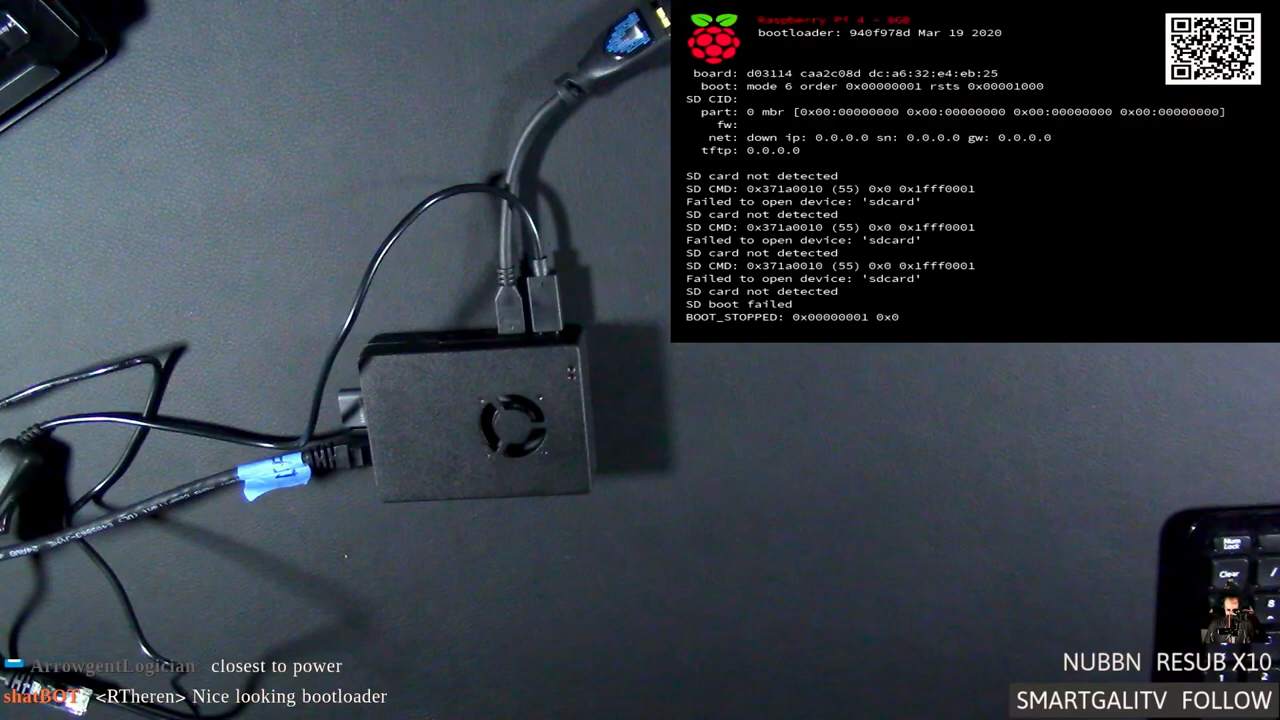 Raspberry Pi 4 - 8GB
bootloader: 940f978d Mar 19 2020
board: d03114 caa2c08d dc:a6:32:e4:eb:25
boot: mode 6 order 0x00000001 rsts 0x00001000
SD CID:
part: 0 mbr [0x00:00000000 0x00:00000000 0x00:00000000 0x00:00000000]
fw:
net: down ip: 0.0.0.0 sn: 0.0.0.0 gw: 0.0.0.0
tftp: 0.0.0.0
SD card not detected
SD CMD: 0x371a0010 (55) 0x0 0x1fff0001
Failed to open device: 'sdcard'
SD card not detected
SD CMD: 0x371a0010 (55) 0x0 0x1fff0001
Failed to open device: 'sdcard'
SD card not detected
SD CMD: 0x371a0010 (55) 0x0 0x1fff0001
Failed to open device: 'sdcard'
SD card not detected
SD boot failed
BOOT_STOPPED: 0x00000001 0x0
Num
Lock
Clear
/
8
1
2
ArrowgentLogician: closest to power
shatBOT: <RTheren> Nice looking bootloader
NUBBN RESUB X10
SMARTGALITV FOLLOW